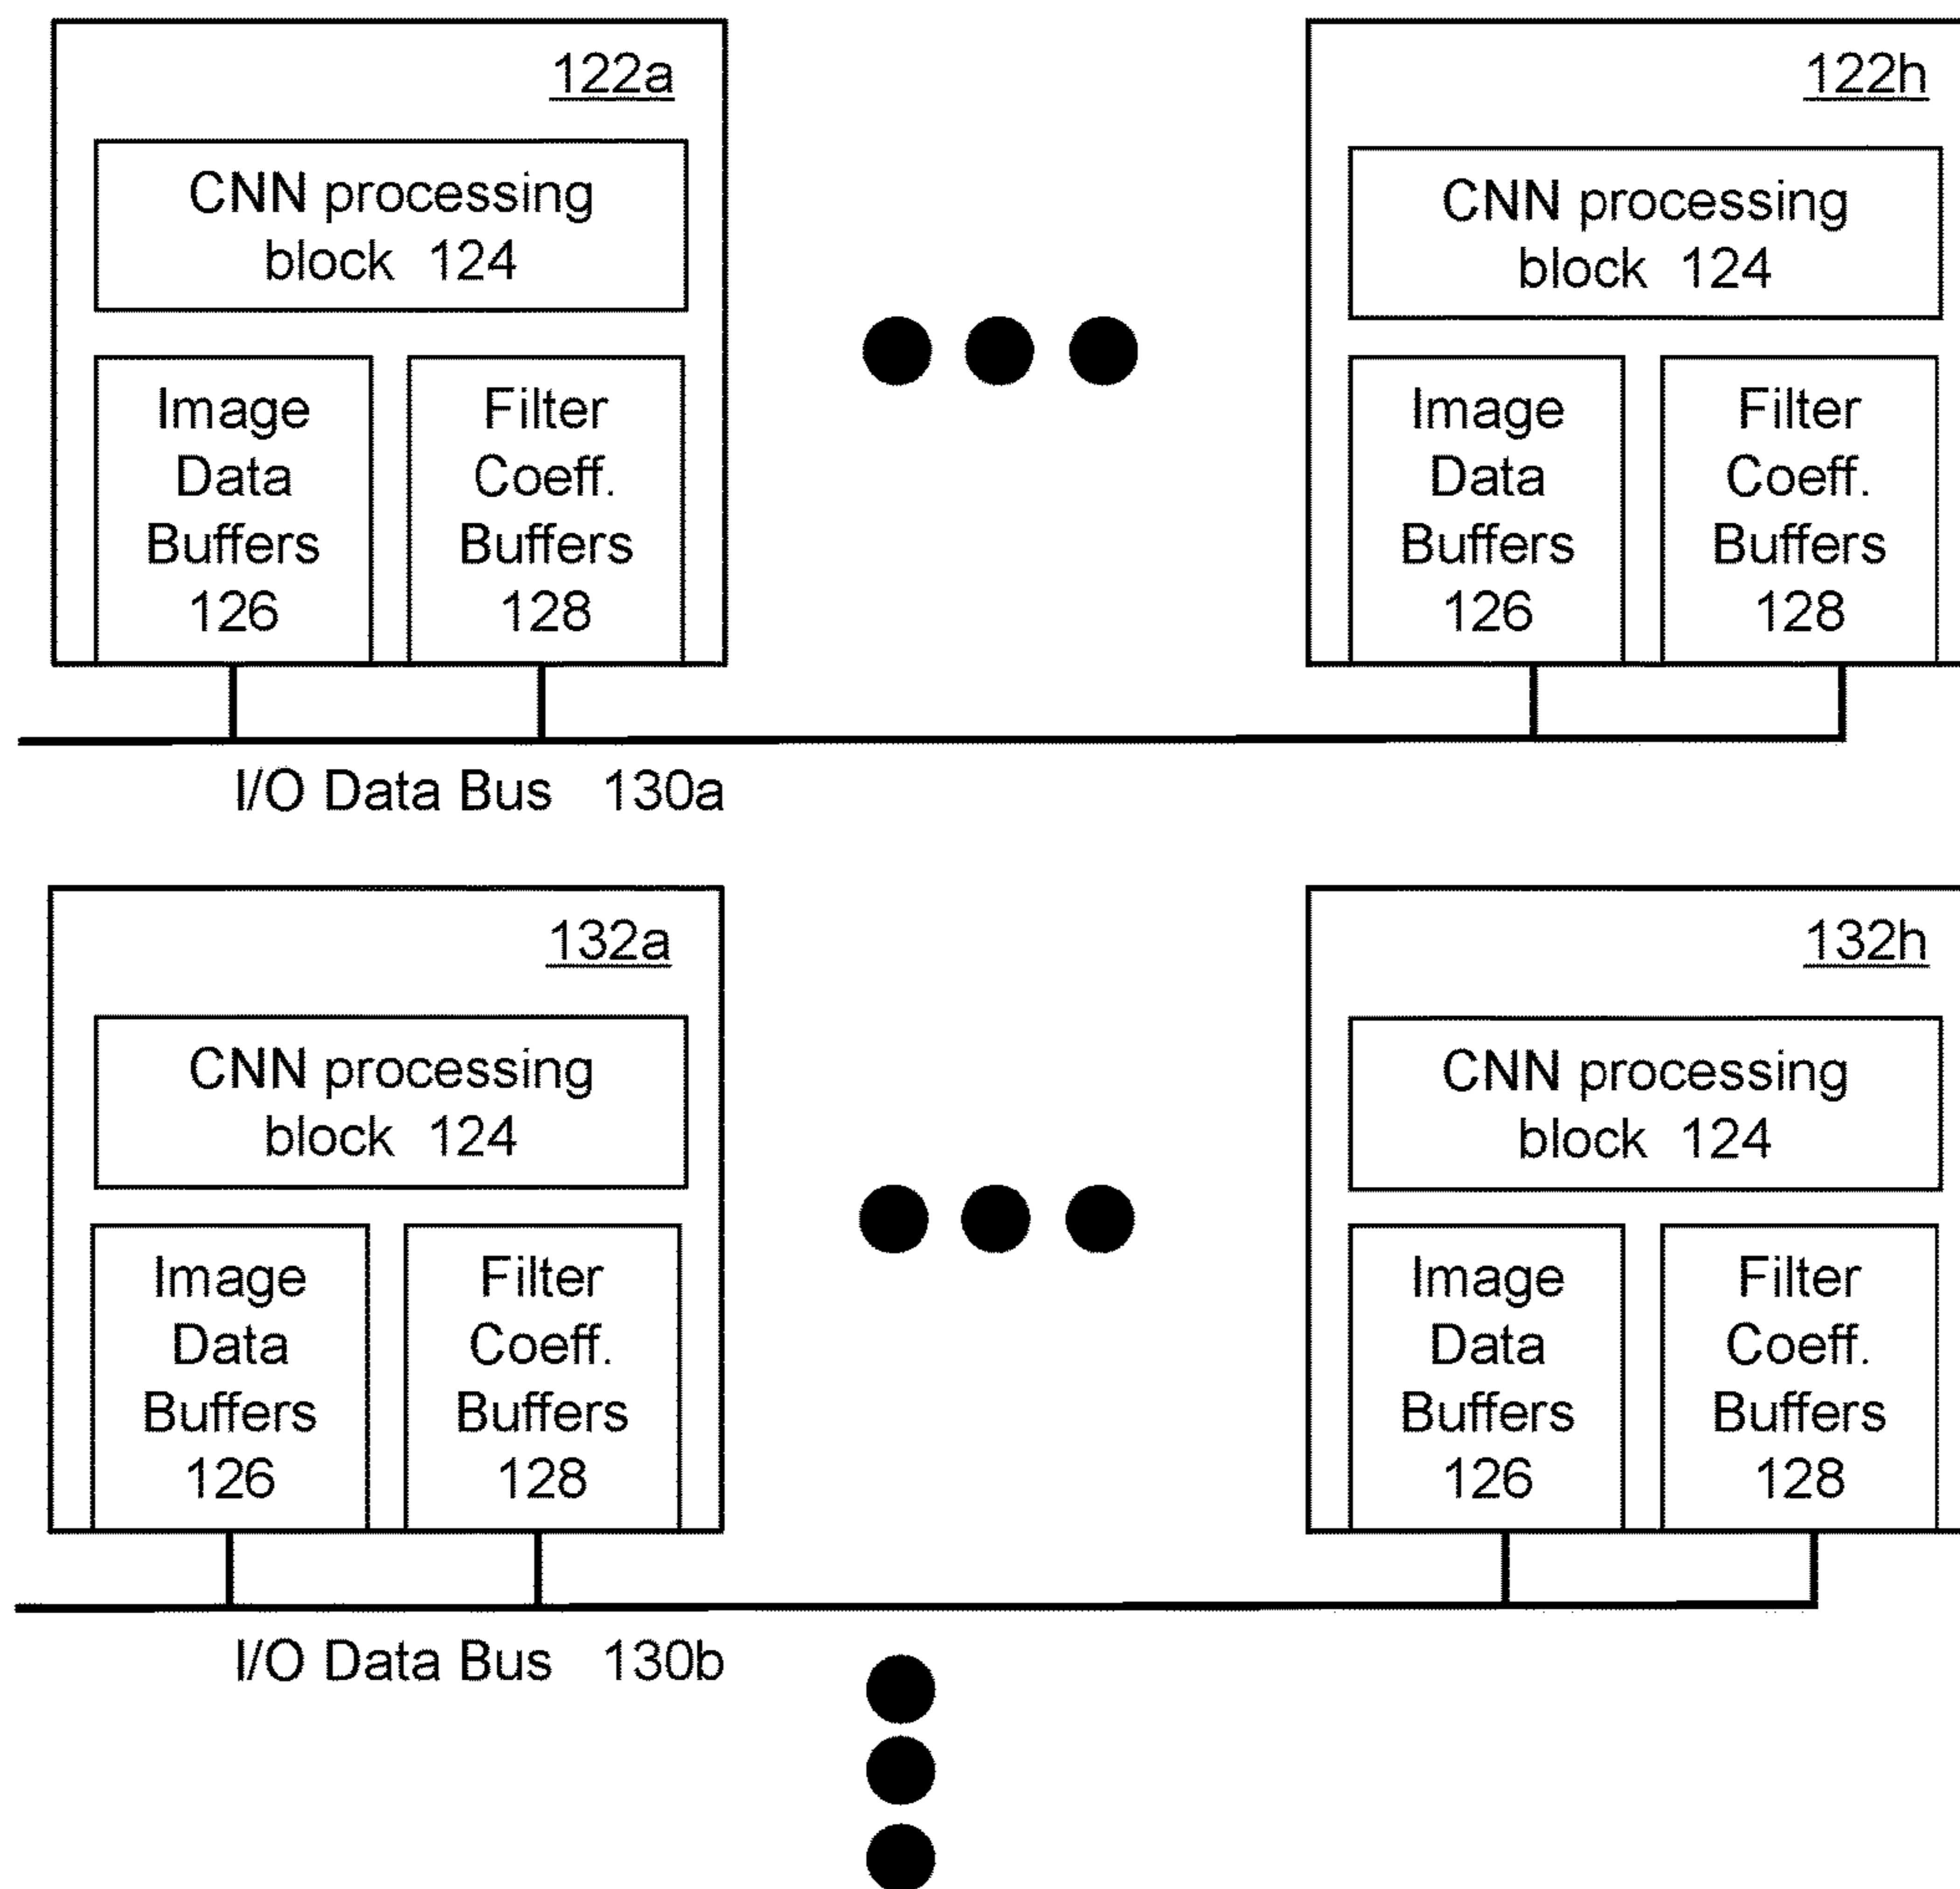 122a
CNN processing
block 124
Image
Data
Buffers
126
Filter
Coeff.
Buffers
128
122h
CNN processing
block 124
Image
Data
Buffers
126
Filter
Coeff.
Buffers
128
I/O Data Bus 130a
132a
CNN processing
block 124
Image
Data
Buffers
126
Filter
Coeff.
Buffers
128
132h
CNN processing
block 124
Image
Data
Buffers
126
Filter
Coeff.
Buffers
128
I/O Data Bus 130b